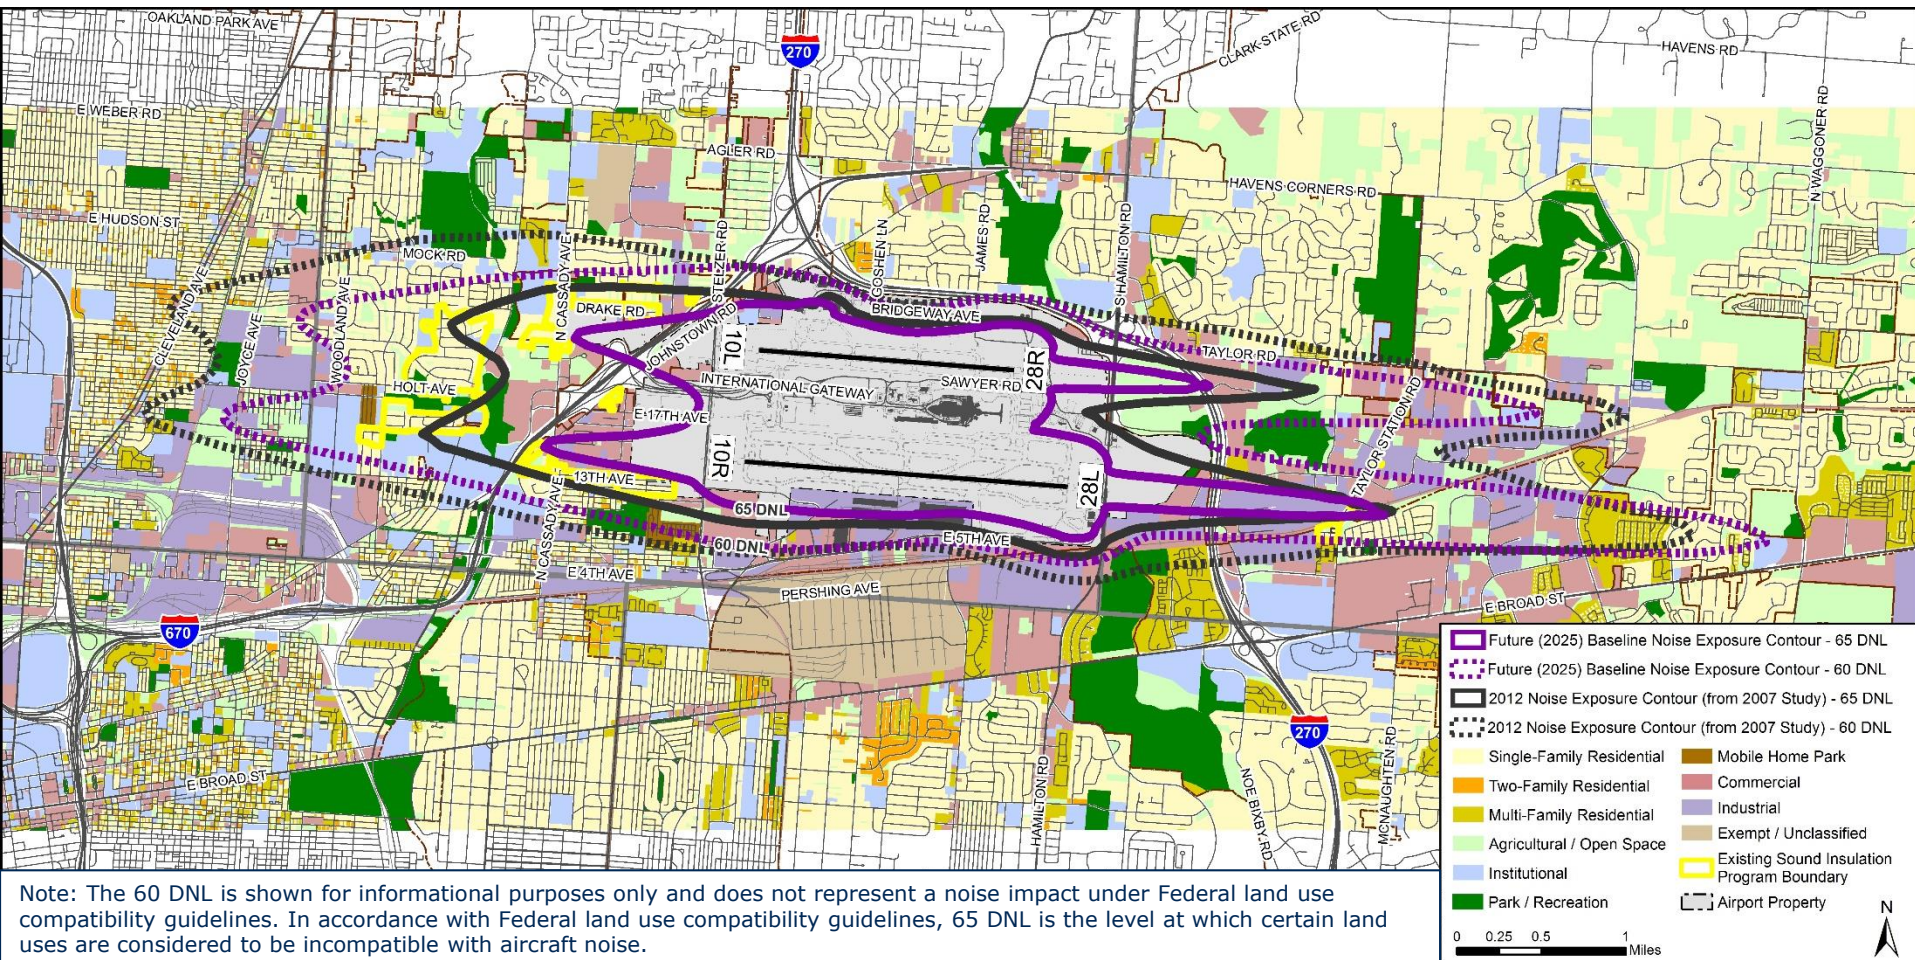 OAKLAND PARK AVE
270
CLARK STATE RD
HAVENS RD
E WEBER RD
N WAGGONER RD
AGLER RD
HAVENS CORNERS RD
E HUDSON ST
MOCK RD
N CASSADY AVE
STELZER RD
GOSHEN LN
JAMES RD
S HAMILTON RD
CLEVELAND AVE
JOYCE AVE
WOODLAND AVE
DRAKE RD
JOHNSTOWN RD
BRIDGEWAY AVE
TAYLOR RD
10L
28R
HOLT AVE
INTERNATIONAL GATEWAY
SAWYER RD
E 17TH AVE
TAYLOR STATION RD
10R
28L
13TH AVE
N CASSADY AVE
65 DNL
60 DNL
E 5TH AVE
E 4TH AVE
PERSHING AVE
E BROAD ST
670
270
E BROAD ST
HAMILTON RD
NOE BIXBY RD
MCNAUGHTEN RD
Future (2025) Baseline Noise Exposure Contour - 65 DNL
Future (2025) Baseline Noise Exposure Contour - 60 DNL
2012 Noise Exposure Contour (from 2007 Study) - 65 DNL
2012 Noise Exposure Contour (from 2007 Study) - 60 DNL
Single-Family Residential
Two-Family Residential
Multi-Family Residential
Agricultural / Open Space
Institutional
Park / Recreation
Mobile Home Park
Commercial
Industrial
Exempt / Unclassified
Existing Sound Insulation
Program Boundary
Airport Property
0 0.25 0.5 1
Miles
N
Note: The 60 DNL is shown for informational purposes only and does not represent a noise impact under Federal land use
compatibility guidelines. In accordance with Federal land use compatibility guidelines, 65 DNL is the level at which certain land
uses are considered to be incompatible with aircraft noise.